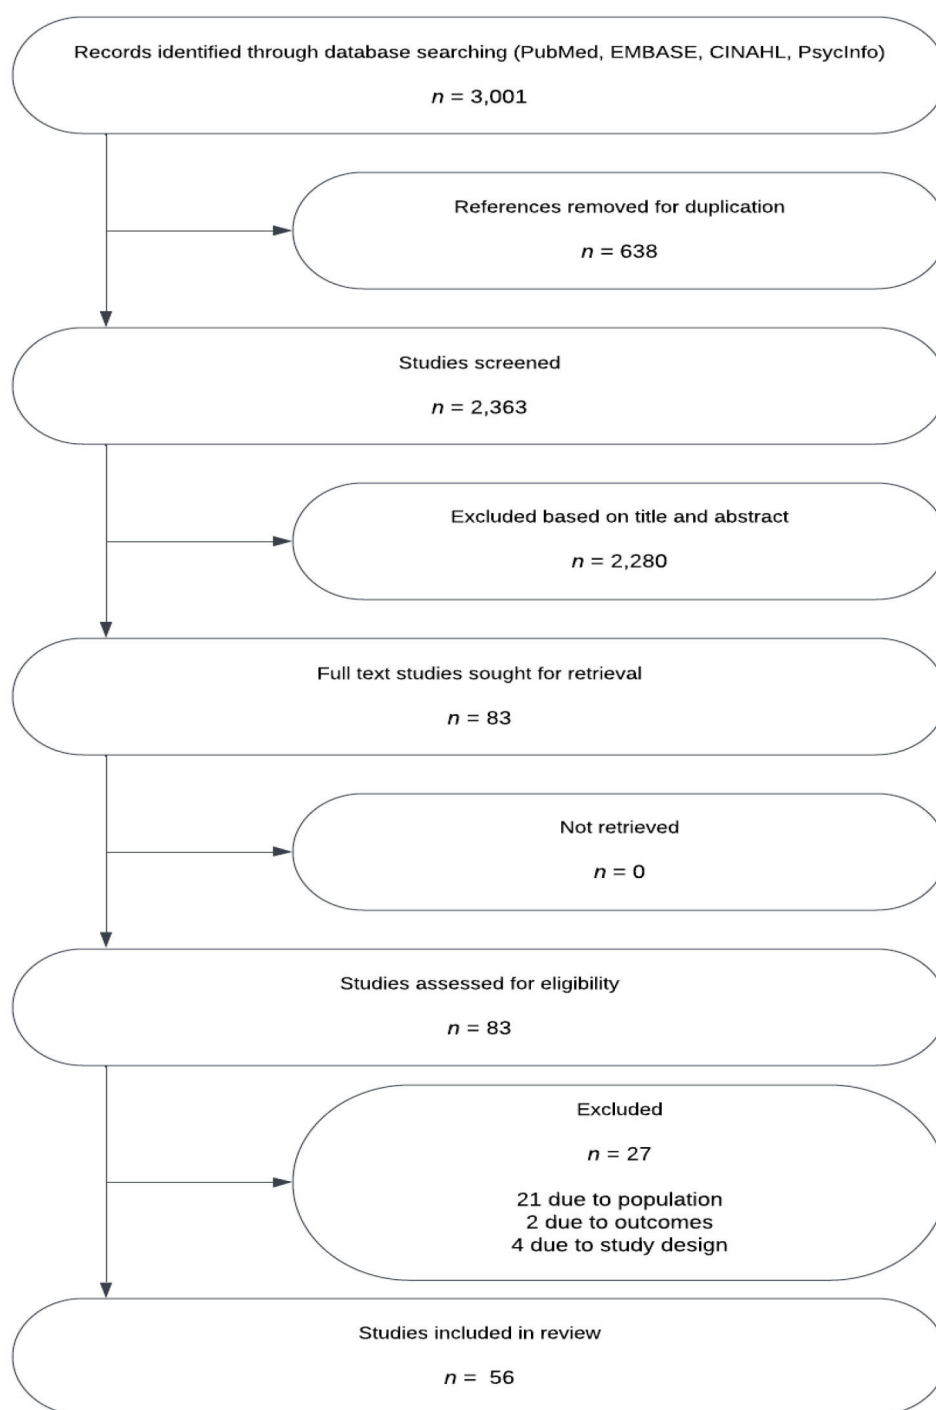 Records identified through database searching (PubMed, EMBASE, CINAHL, PsycInfo)
n = 3,001
References removed for duplication
n = 638
Studies screened
n = 2,363
Excluded based on title and abstract
n = 2,280
Full text studies sought for retrieval
n = 83
Not retrieved
n = 0
Studies assessed for eligibility
n = 83
Excluded
n = 27
21 due to population
2 due to outcomes
4 due to study design
Studies included in review
n = 56